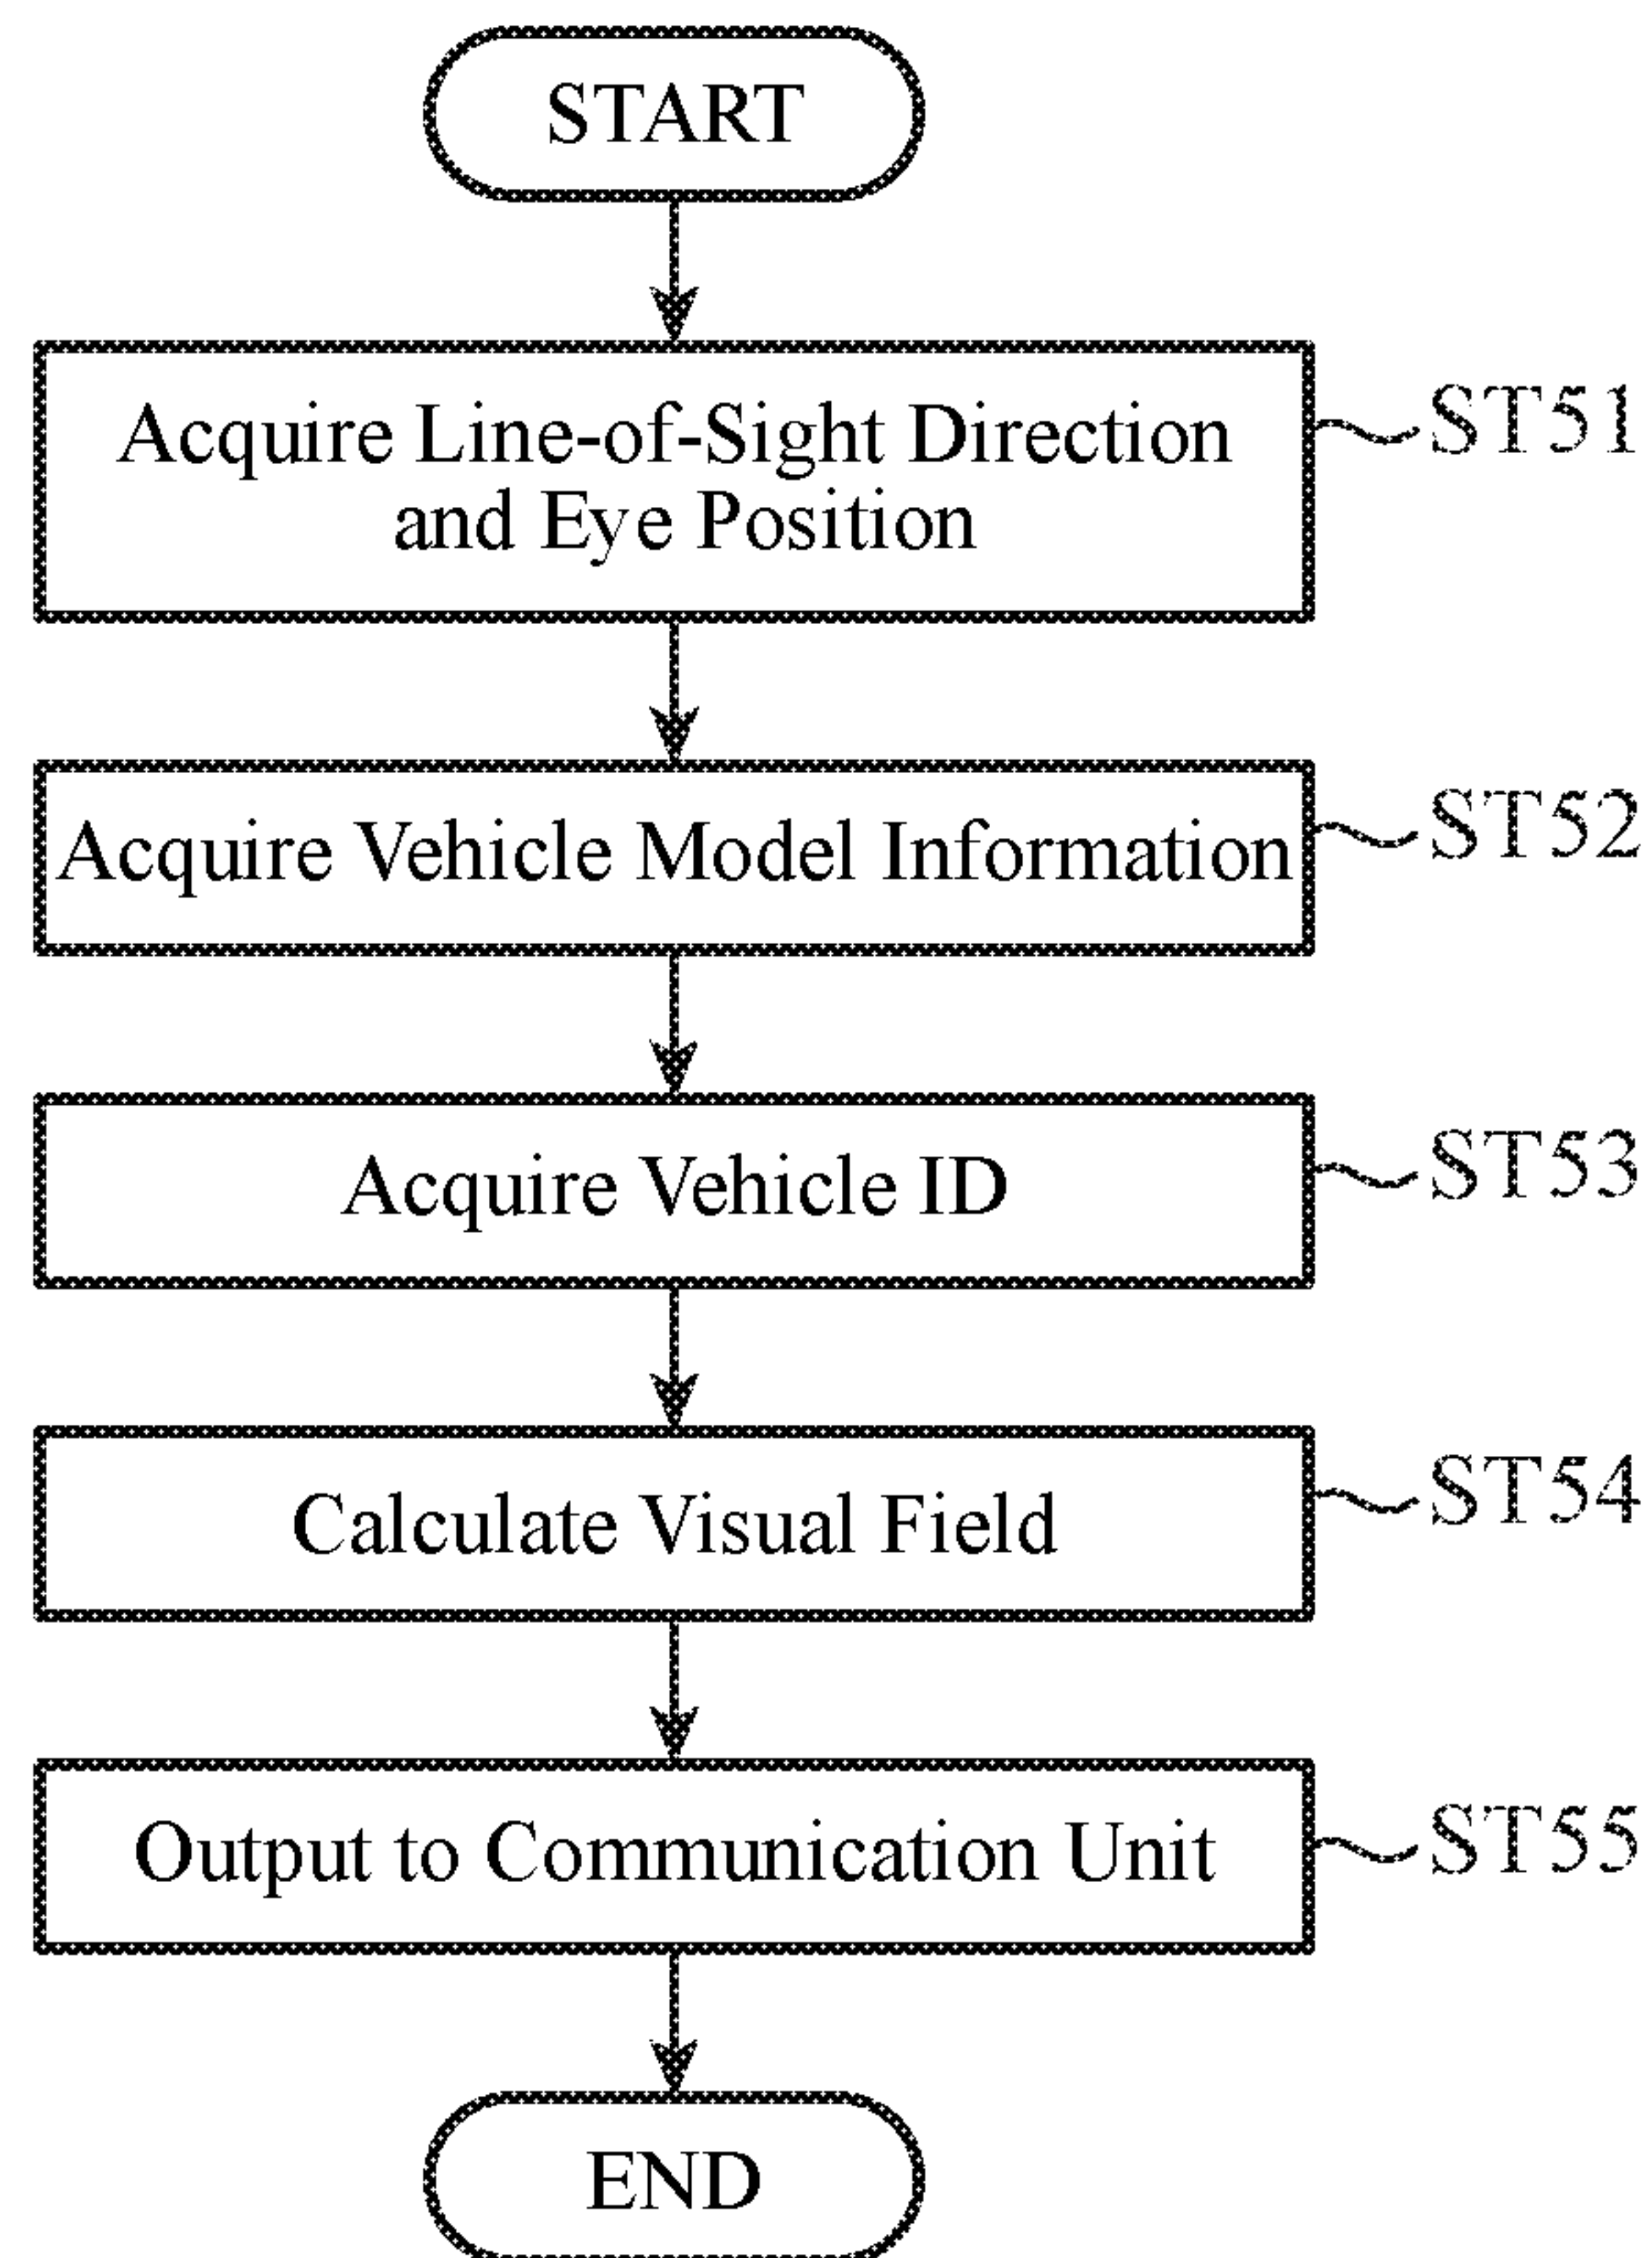 START
Acquire Line-of-Sight Direction
and Eye Position
ST51
Acquire Vehicle Model Information
ST52
Acquire Vehicle ID
ST53
Calculate Visual Field
ST54
Output to Communication Unit
ST55
END